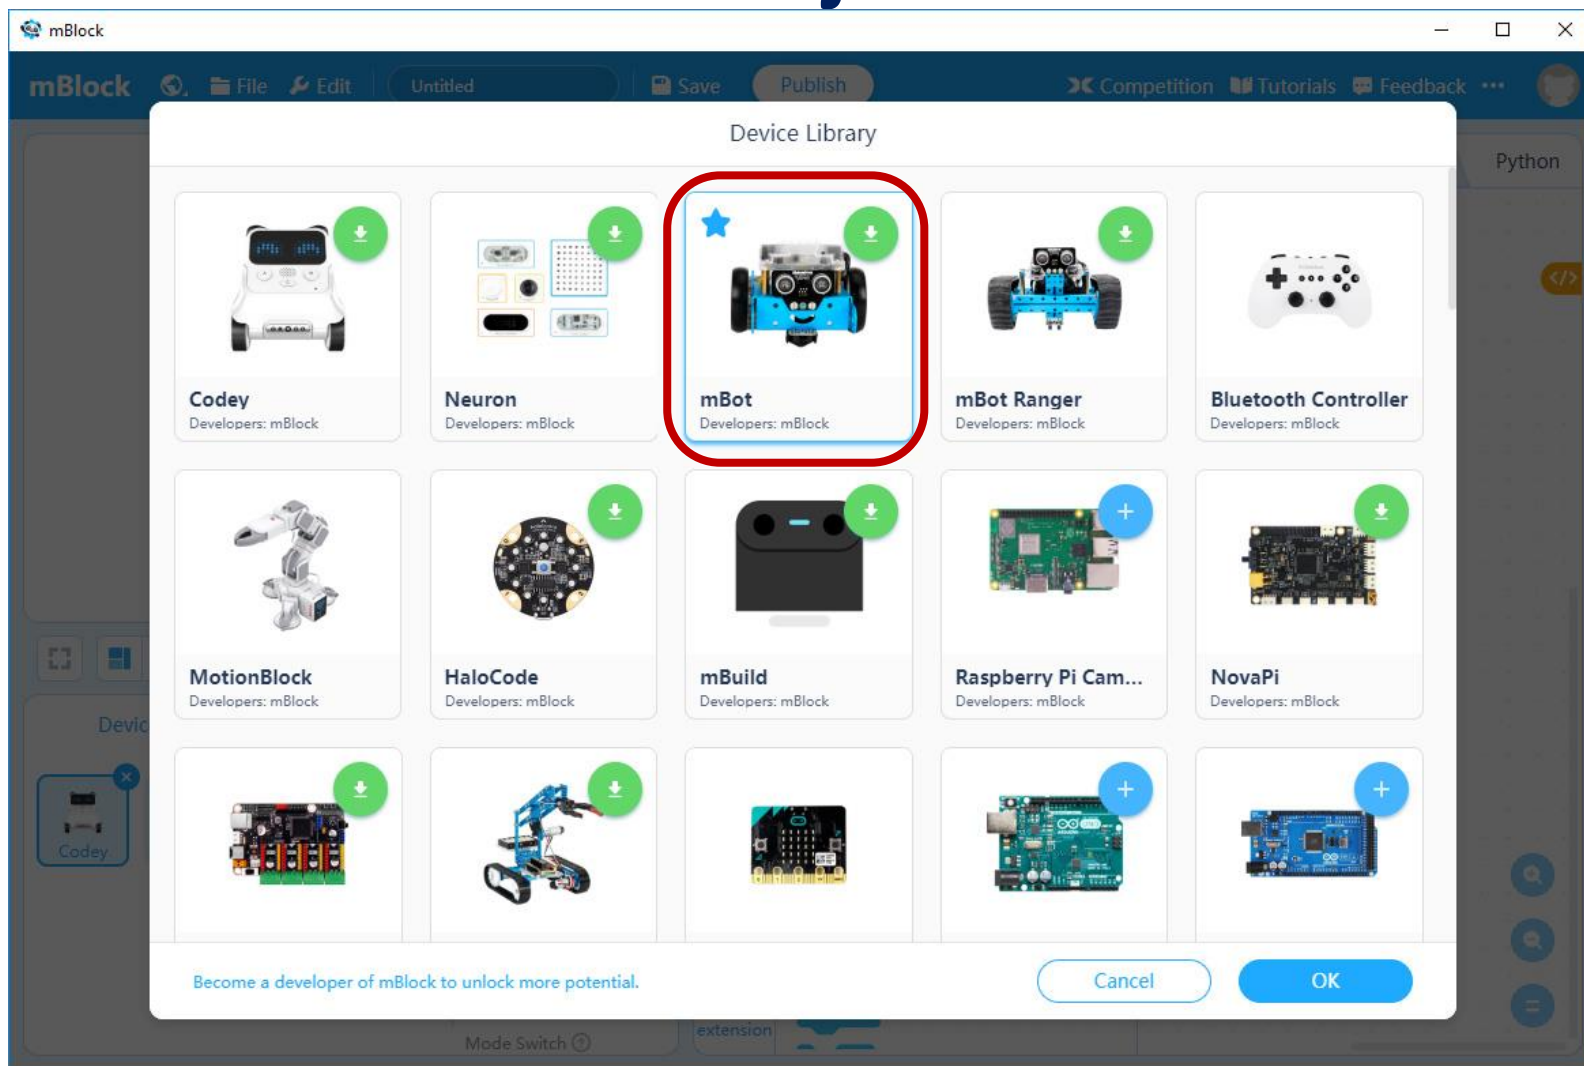 mBlock
mBlock File Edit Untitled Save Publish Competition Tutorials Feedback
Device Library
Python
Codey
Developers: mBlock
Neuron
Developers: mBlock
mBot
Developers: mBlock
mBot Ranger
Developers: mBlock
Bluetooth Controller
Developers: mBlock
MotionBlock
Developers: mBlock
HaloCode
Developers: mBlock
mBuild
Developers: mBlock
Raspberry Pi Cam...
Developers: mBlock
NovaPi
Developers: mBlock
Devic
Codey
Become a developer of mBlock to unlock more potential.
Cancel
OK
extension
Mode Switch